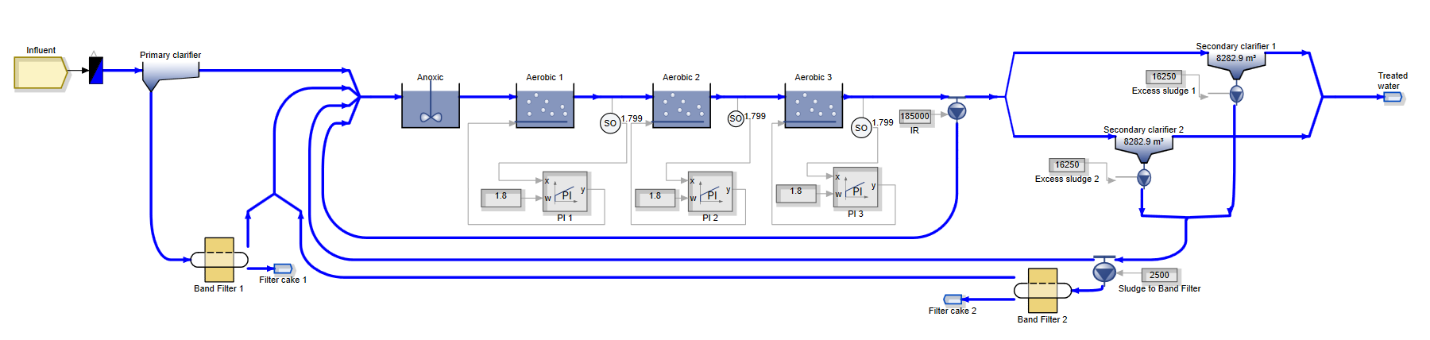 Influent
Primary clarifier
Anoxic
Aerobic 1
Aerobic 2
Aerobic 3
SO
1.799
SO
1.799
SO
1.799
185000
IR
Secondary clarifier 1
8282.9 m³
16250
Excess sludge 1
Treated
water
Secondary clarifier 2
8282.9 m³
16250
Excess sludge 2
1.8
x
w
PI
y
PI 1
1.8
x
w
PI
y
PI 2
1.8
x
w
PI
y
PI 3
Band Filter 1
Filter cake 1
2500
Sludge to Band Filter
Filter cake 2
Band Filter 2